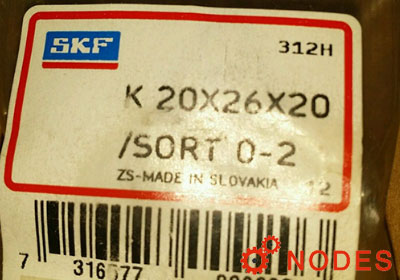 SKF
312H
K 20X26X20
/SORT 0-2
ZS-MADE IN SLOVAKIA 12
7 316577
NODES